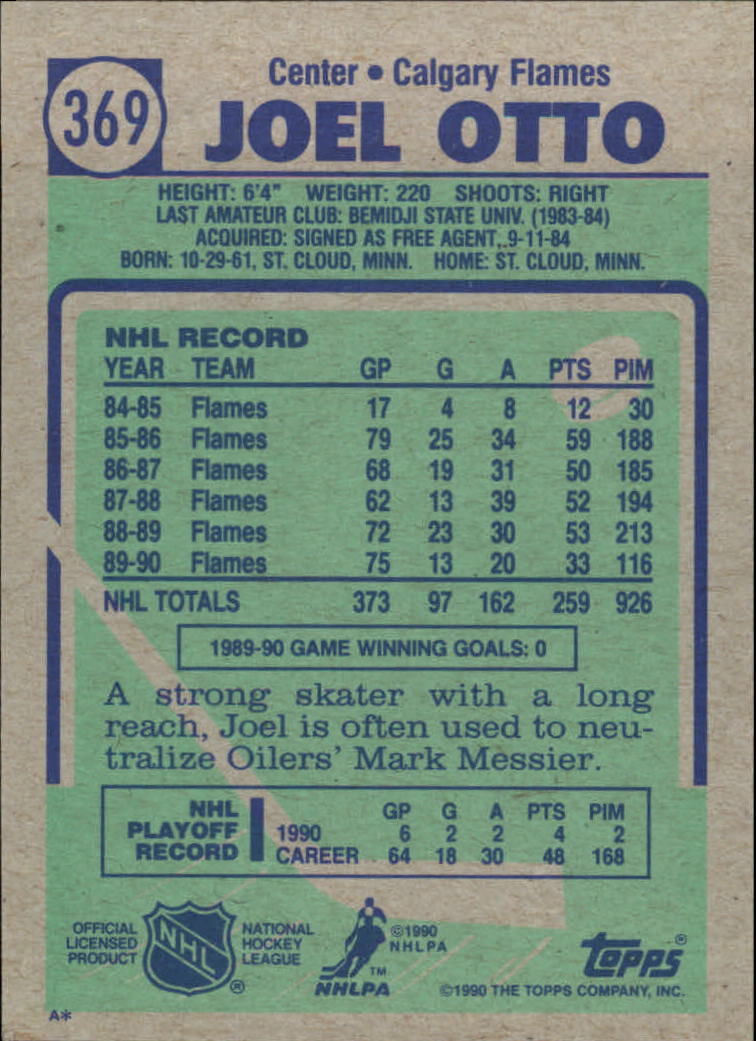 369
Center • Calgary Flames
JOEL OTTO
HEIGHT: 6'4" WEIGHT: 220 SHOOTS: RIGHT
LAST AMATEUR CLUB: BEMIDJI STATE UNIV. (1983-84)
ACQUIRED: SIGNED AS FREE AGENT, 9-11-84
BORN: 10-29-61, ST. CLOUD, MINN. HOME: ST. CLOUD, MINN.
NHL RECORD
YEAR TEAM GP G A PTS PIM
84-85 Flames 17 4 8 12 30
85-86 Flames 79 25 34 59 188
86-87 Flames 68 19 31 50 185
87-88 Flames 62 13 39 52 194
88-89 Flames 72 23 30 53 213
89-90 Flames 75 13 20 33 116
NHL TOTALS 373 97 162 259 926
1989-90 GAME WINNING GOALS: 0
A strong skater with a long
reach, Joel is often used to neu-
tralize Oilers' Mark Messier.
NHL PLAYOFF RECORD
GP G A PTS PIM
1990 6 2 2 4 2
CAREER 64 18 30 48 168
OFFICIAL
LICENSED
PRODUCT
NHL
®
NATIONAL
HOCKEY
LEAGUE
TM
NHLPA
©1990
NHLPA
TOPPS®
©1990 THE TOPPS COMPANY, INC.
A*